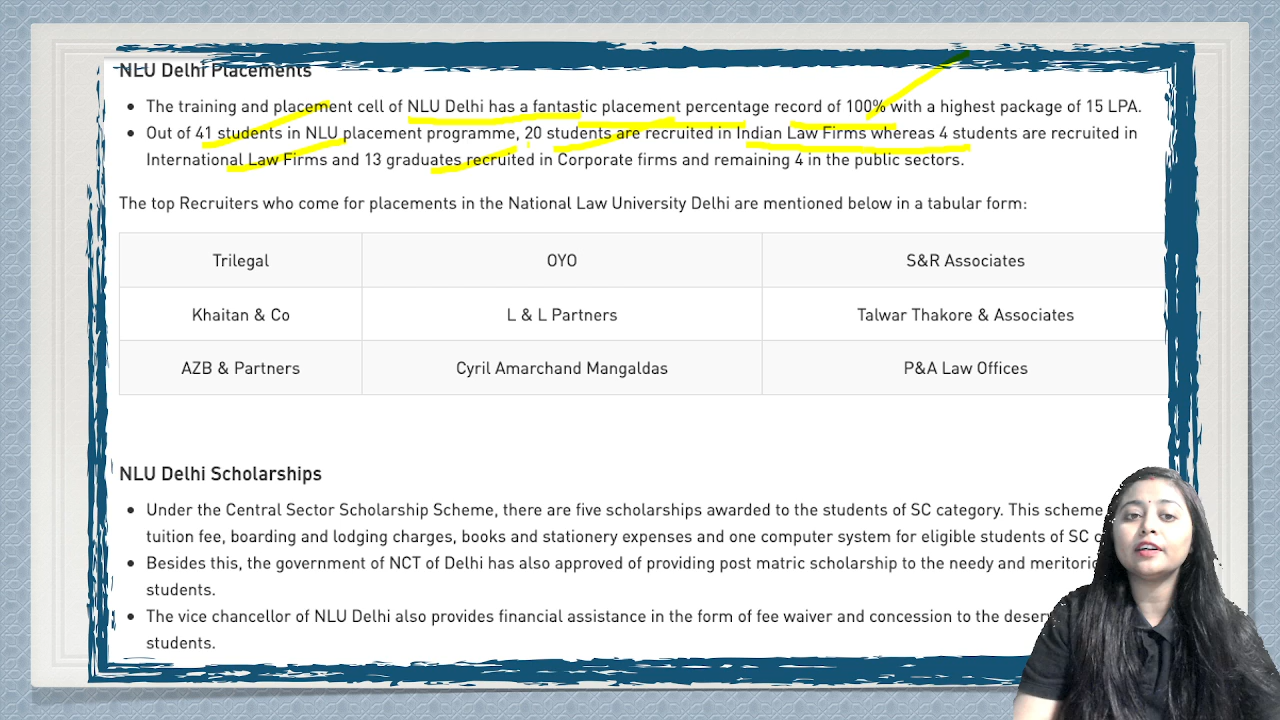 NLU Delhi Placements
The training and placement cell of NLU Delhi has a fantastic placement percentage record of 100% with a highest package of 15 LPA.
Out of 41 students in NLU placement programme, 20 students are recruited in Indian Law Firms whereas 4 students are recruited in
International Law Firms and 13 graduates recruited in Corporate firms and remaining 4 in the public sectors.
The top Recruiters who come for placements in the National Law University Delhi are mentioned below in a tabular form:
Trilegal OYO S&R Associates
Khaitan & Co L & L Partners Talwar Thakore & Associates
AZB & Partners Cyril Amarchand Mangaldas P&A Law Offices
NLU Delhi Scholarships
Under the Central Sector Scholarship Scheme, there are five scholarships awarded to the students of SC category. This scheme
tuition fee, boarding and lodging charges, books and stationery expenses and one computer system for eligible students of SC
Besides this, the government of NCT of Delhi has also approved of providing post matric scholarship to the needy and
students.
The vice chancellor of NLU Delhi also provides financial assistance in the form of fee waiver and concession to the
students.